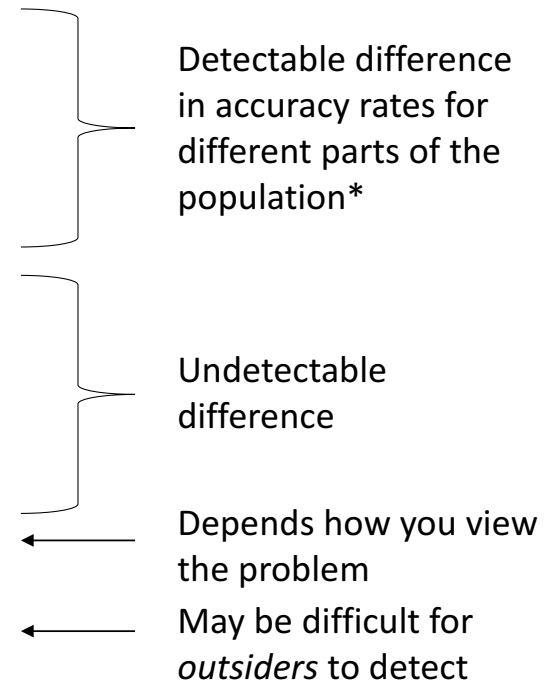 Detectable difference
in accuracy rates for
different parts of the
population*
Undetectable
difference
Depends how you view
the problem
May be difficult for
outsiders to detect